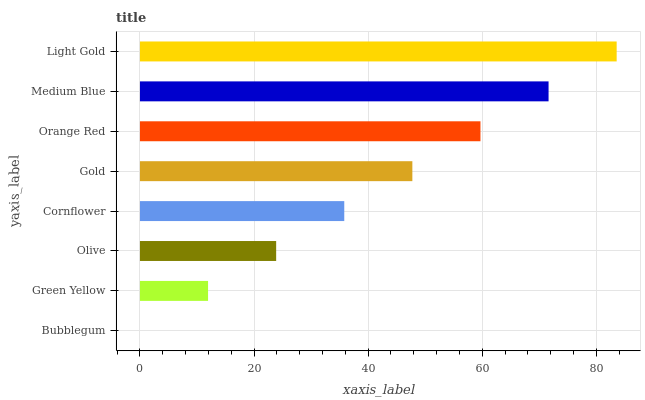 title
Light Gold
Medium Blue
Orange Red
Gold
Cornflower
Olive
Green Yellow
Bubblegum
yaxis_label
0 20 40 60 80
xaxis_label